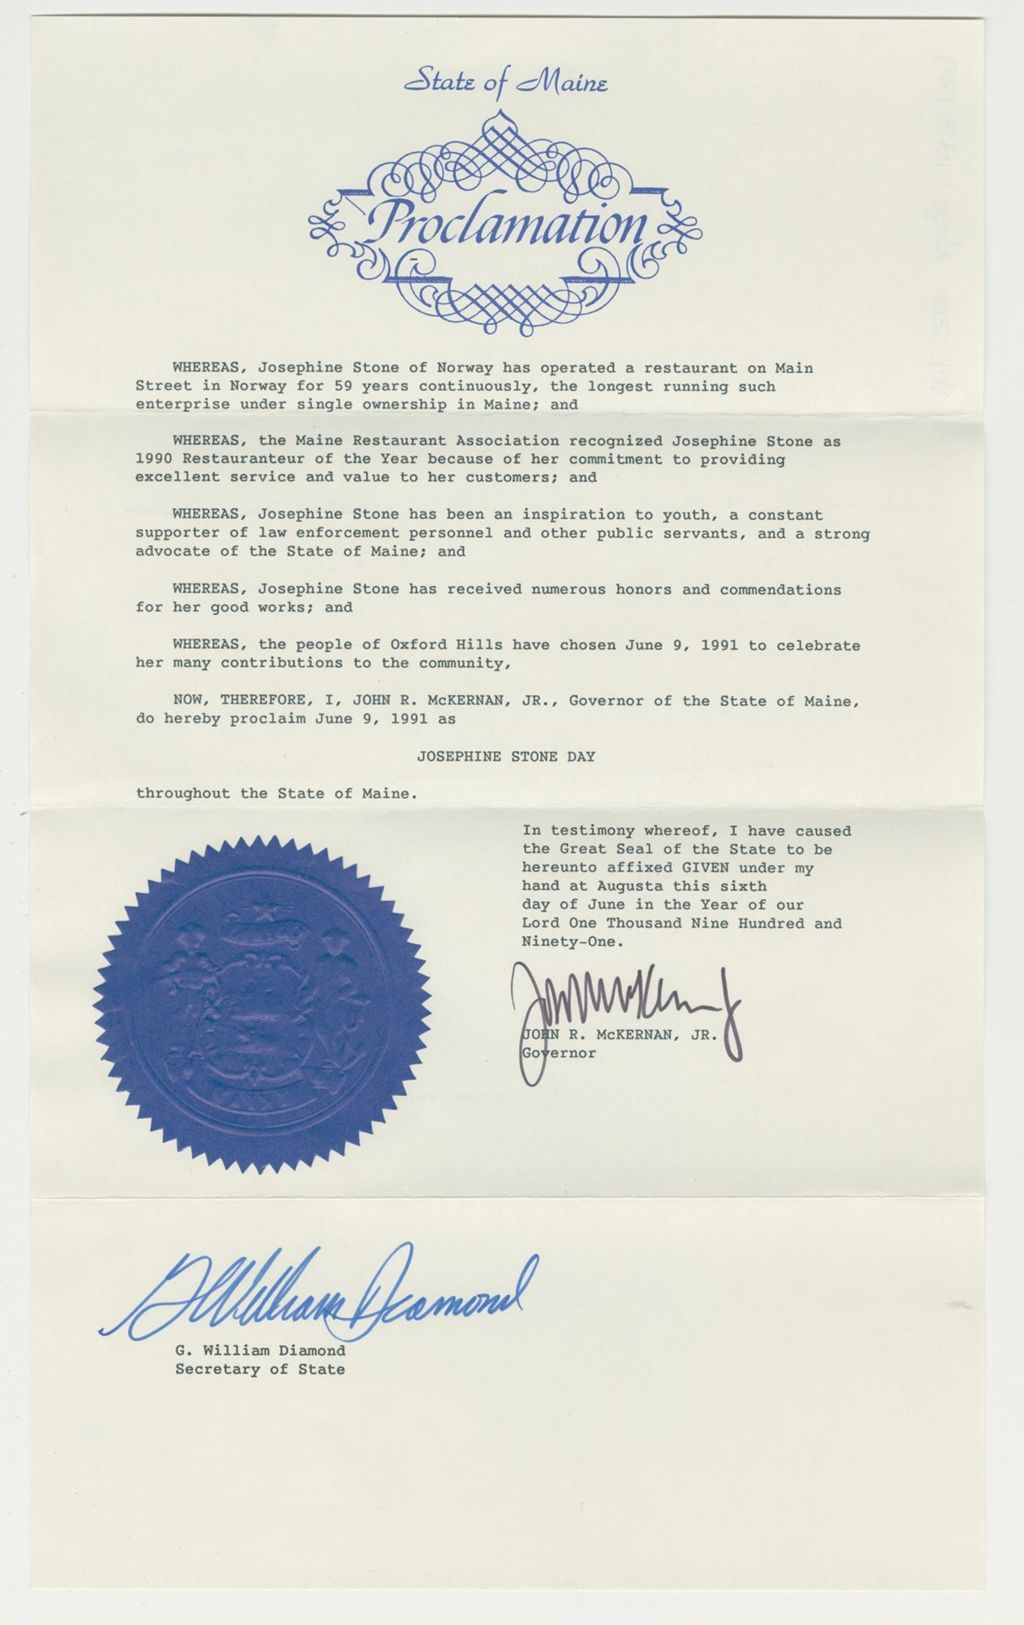 State of Maine
Proclamation
WHEREAS, Josephine Stone of Norway has operated a restaurant on Main
Street in Norway for 59 years continuously, the longest running such
enterprise under single ownership in Maine; and
WHEREAS, the Maine Restaurant Association recognized Josephine Stone as
1990 Restauranteur of the Year because of her commitment to providing
excellent service and value to her customers; and
WHEREAS, Josephine Stone has been an inspiration to youth, a constant
supporter of law enforcement personnel and other public servants, and a strong
advocate of the State of Maine; and
WHEREAS, Josephine Stone has received numerous honors and commendations
for her good works; and
WHEREAS, the people of Oxford Hills have chosen June 9, 1991 to celebrate
her many contributions to the community,
NOW, THEREFORE, I, JOHN R. McKERNAN, JR., Governor of the State of Maine,
do hereby proclaim June 9, 1991 as
JOSEPHINE STONE DAY
throughout the State of Maine.
In testimony whereof, I have caused
the Great Seal of the State to be
hereunto affixed GIVEN under my
hand at Augusta this sixth
day of June in the Year of our
Lord One Thousand Nine Hundred and
Ninety-One.
John McKernan Jr
JOHN R. McKERNAN, JR.
Governor
MAINE
G William Diamond
G. William Diamond
Secretary of State